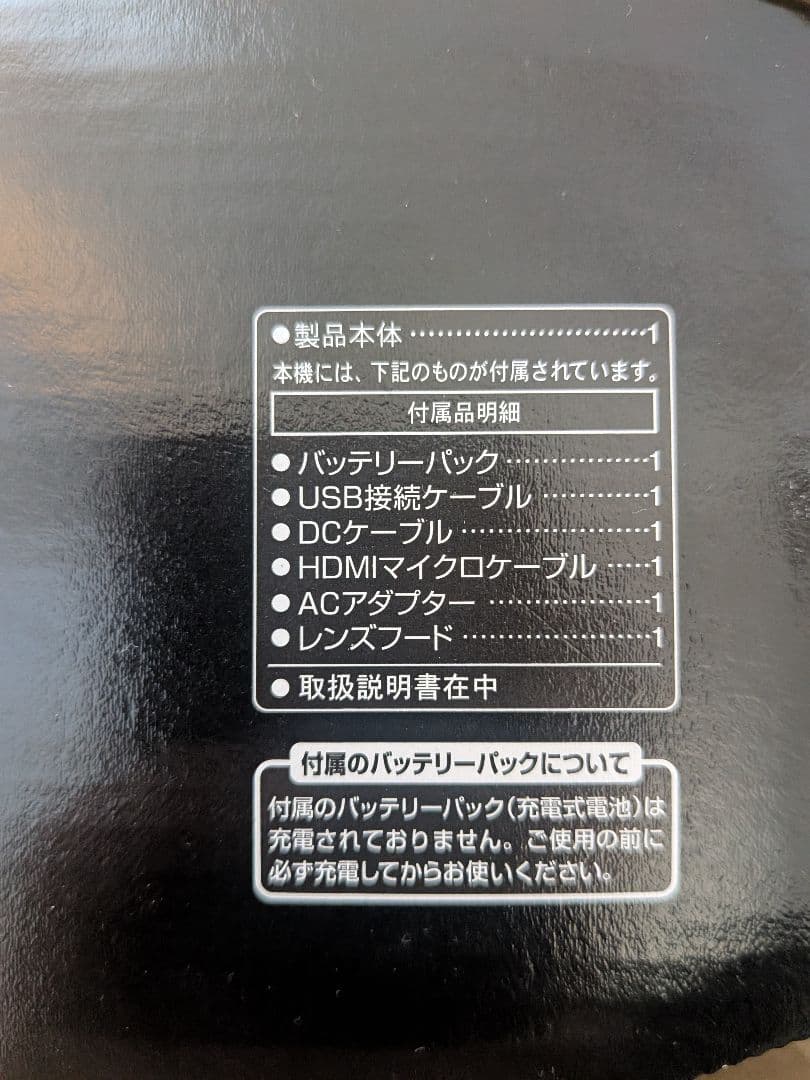 ●製品本体…………………………1
本機には、下記のものが付属されています。
付属品明細
●バッテリーパック……………1
●USB接続ケーブル…………1
●DCケーブル…………………1
●HDMIマイクロケーブル……1
●ACアダプター………………1
●レンズフード…………………1
●取扱説明書在中
付属のバッテリーパックについて
付属のバッテリーパック(充電式電池)は
充電されておりません。ご使用の前に
必ず充電してからお使いください。